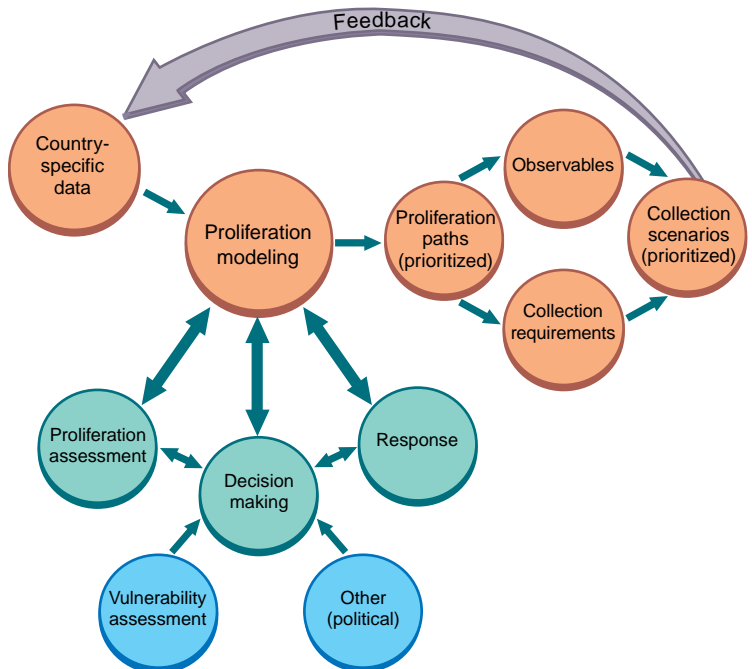 Feedback
Country-
specific
data
Proliferation
modeling
Proliferation
paths
(prioritized)
Observables
Collection
requirements
Collection
scenarios
(prioritized)
Proliferation
assessment
Decision
making
Response
Vulnerability
assessment
Other
(political)